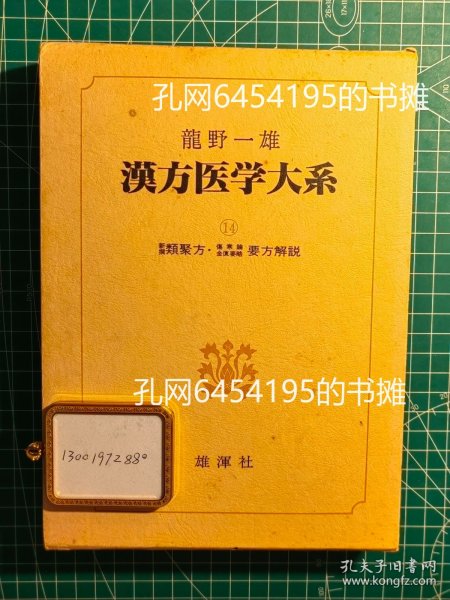 孔网6454195的书摊
龍野一雄
漢方医学大系
⑭
新撰類聚方・傷寒論金匱要略要方解説
孔网6454195的书摊
1300197288°
雄渾社
孔夫子旧书网
www.kongfz.com